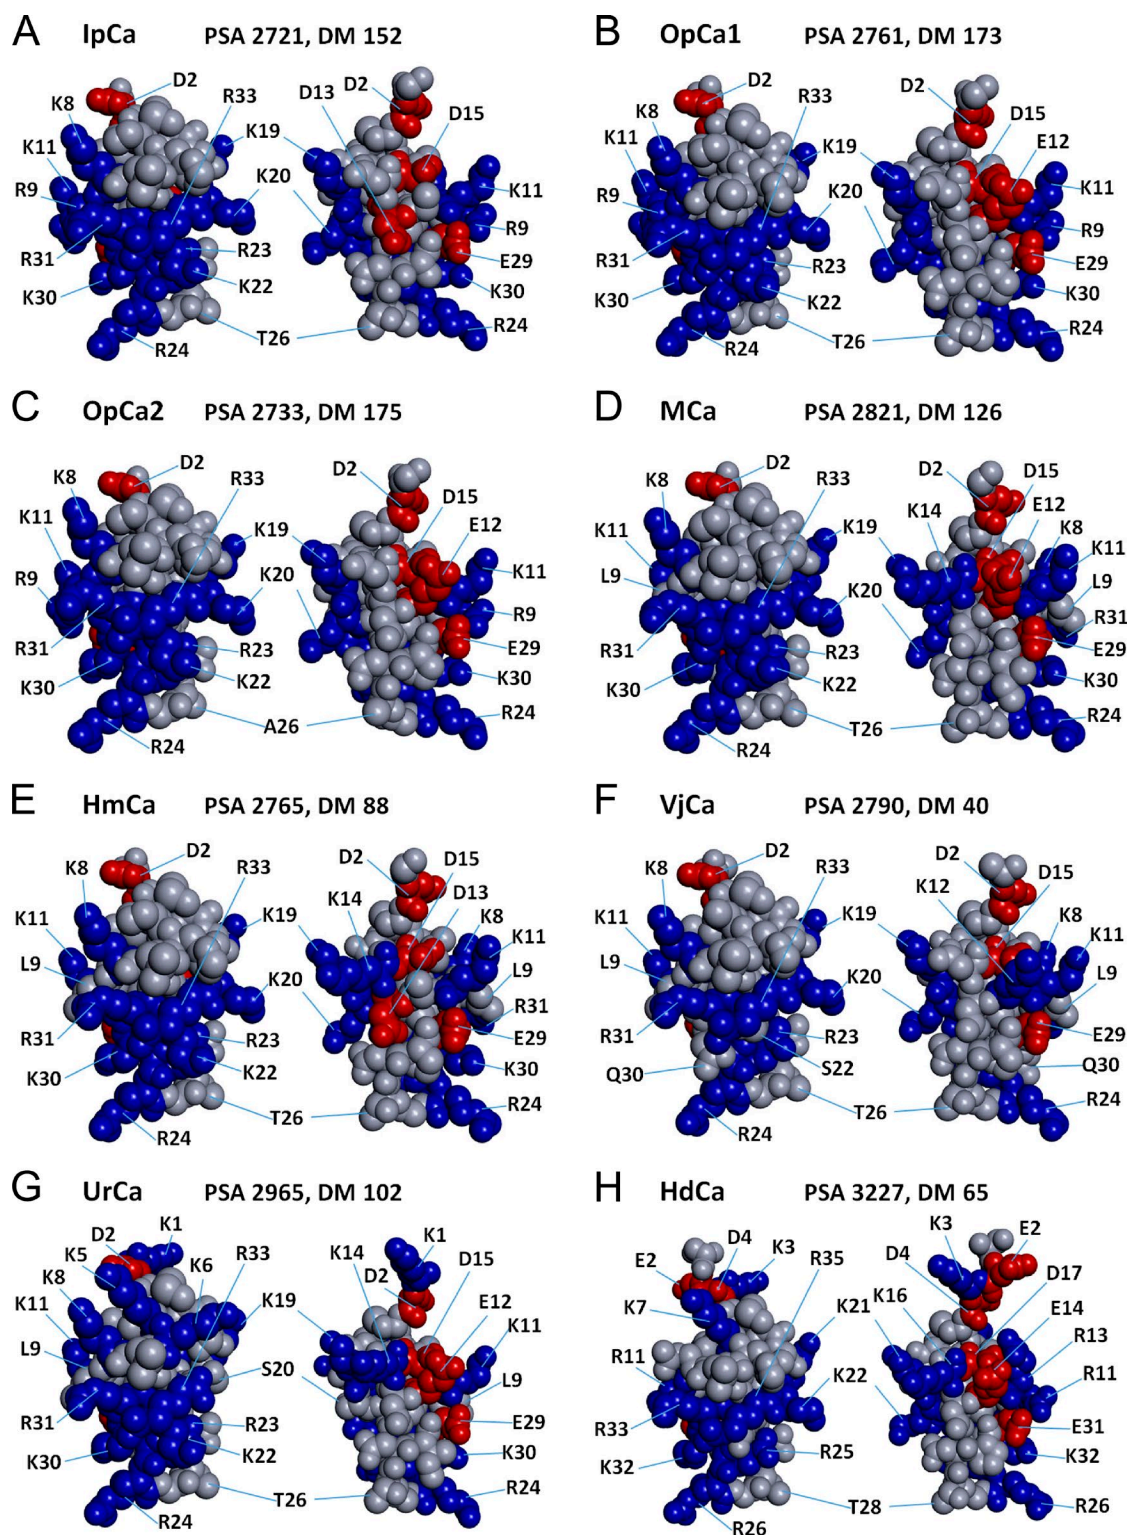 A IpCa PSA 2721, DM 152
D2
R33
D13
D2
D15
K8
K19
K11
K20
K11
R9
R9
R31
R23
E29
K30
K22
K30
R24
T26
R24
B OpCa1 PSA 2761, DM 173
D2
R33
D2
D15
K8
E12
K19
K11
K11
R9
K20
R9
R31
R23
E29
K30
K22
K30
R24
T26
R24
C OpCa2 PSA 2733, DM 175
D2
R33
D2
D15
K8
E12
K19
K11
K11
R9
K20
R9
R31
R23
E29
K30
K22
K30
R24
A26
R24
D MCa PSA 2821, DM 126
D2
R33
D2
D15
K8
K14
E12
K19
K8
K11
K11
L9
L9
K20
R31
R31
R23
E29
K30
K22
K30
R24
T26
R24
E HmCa PSA 2765, DM 88
D2
R33
D2
D15
K8
K14
D13
K19
K8
K11
K11
L9
L9
K20
R31
R31
R23
E29
K30
K22
K30
R24
T26
R24
F VjCa PSA 2790, DM 40
D2
R33
D2
D15
K8
K12
K8
K19
K11
K11
L9
L9
K20
R31
R23
E29
Q30
S22
Q30
R24
T26
R24
G UrCa PSA 2965, DM 102
K1
D2
K5
R33
K1
K14
D15
D2
K6
K8
E12
K19
K11
K11
L9
S20
L9
R31
R23
E29
K30
K22
K30
R24
T26
R24
H HdCa PSA 3227, DM 65
K3
E2
D4
E2
K3
R35
D4
D17
K7
K21
K16
E14
R13
R11
K22
R11
R33
E31
K32
R25
K32
R26
T28
R26